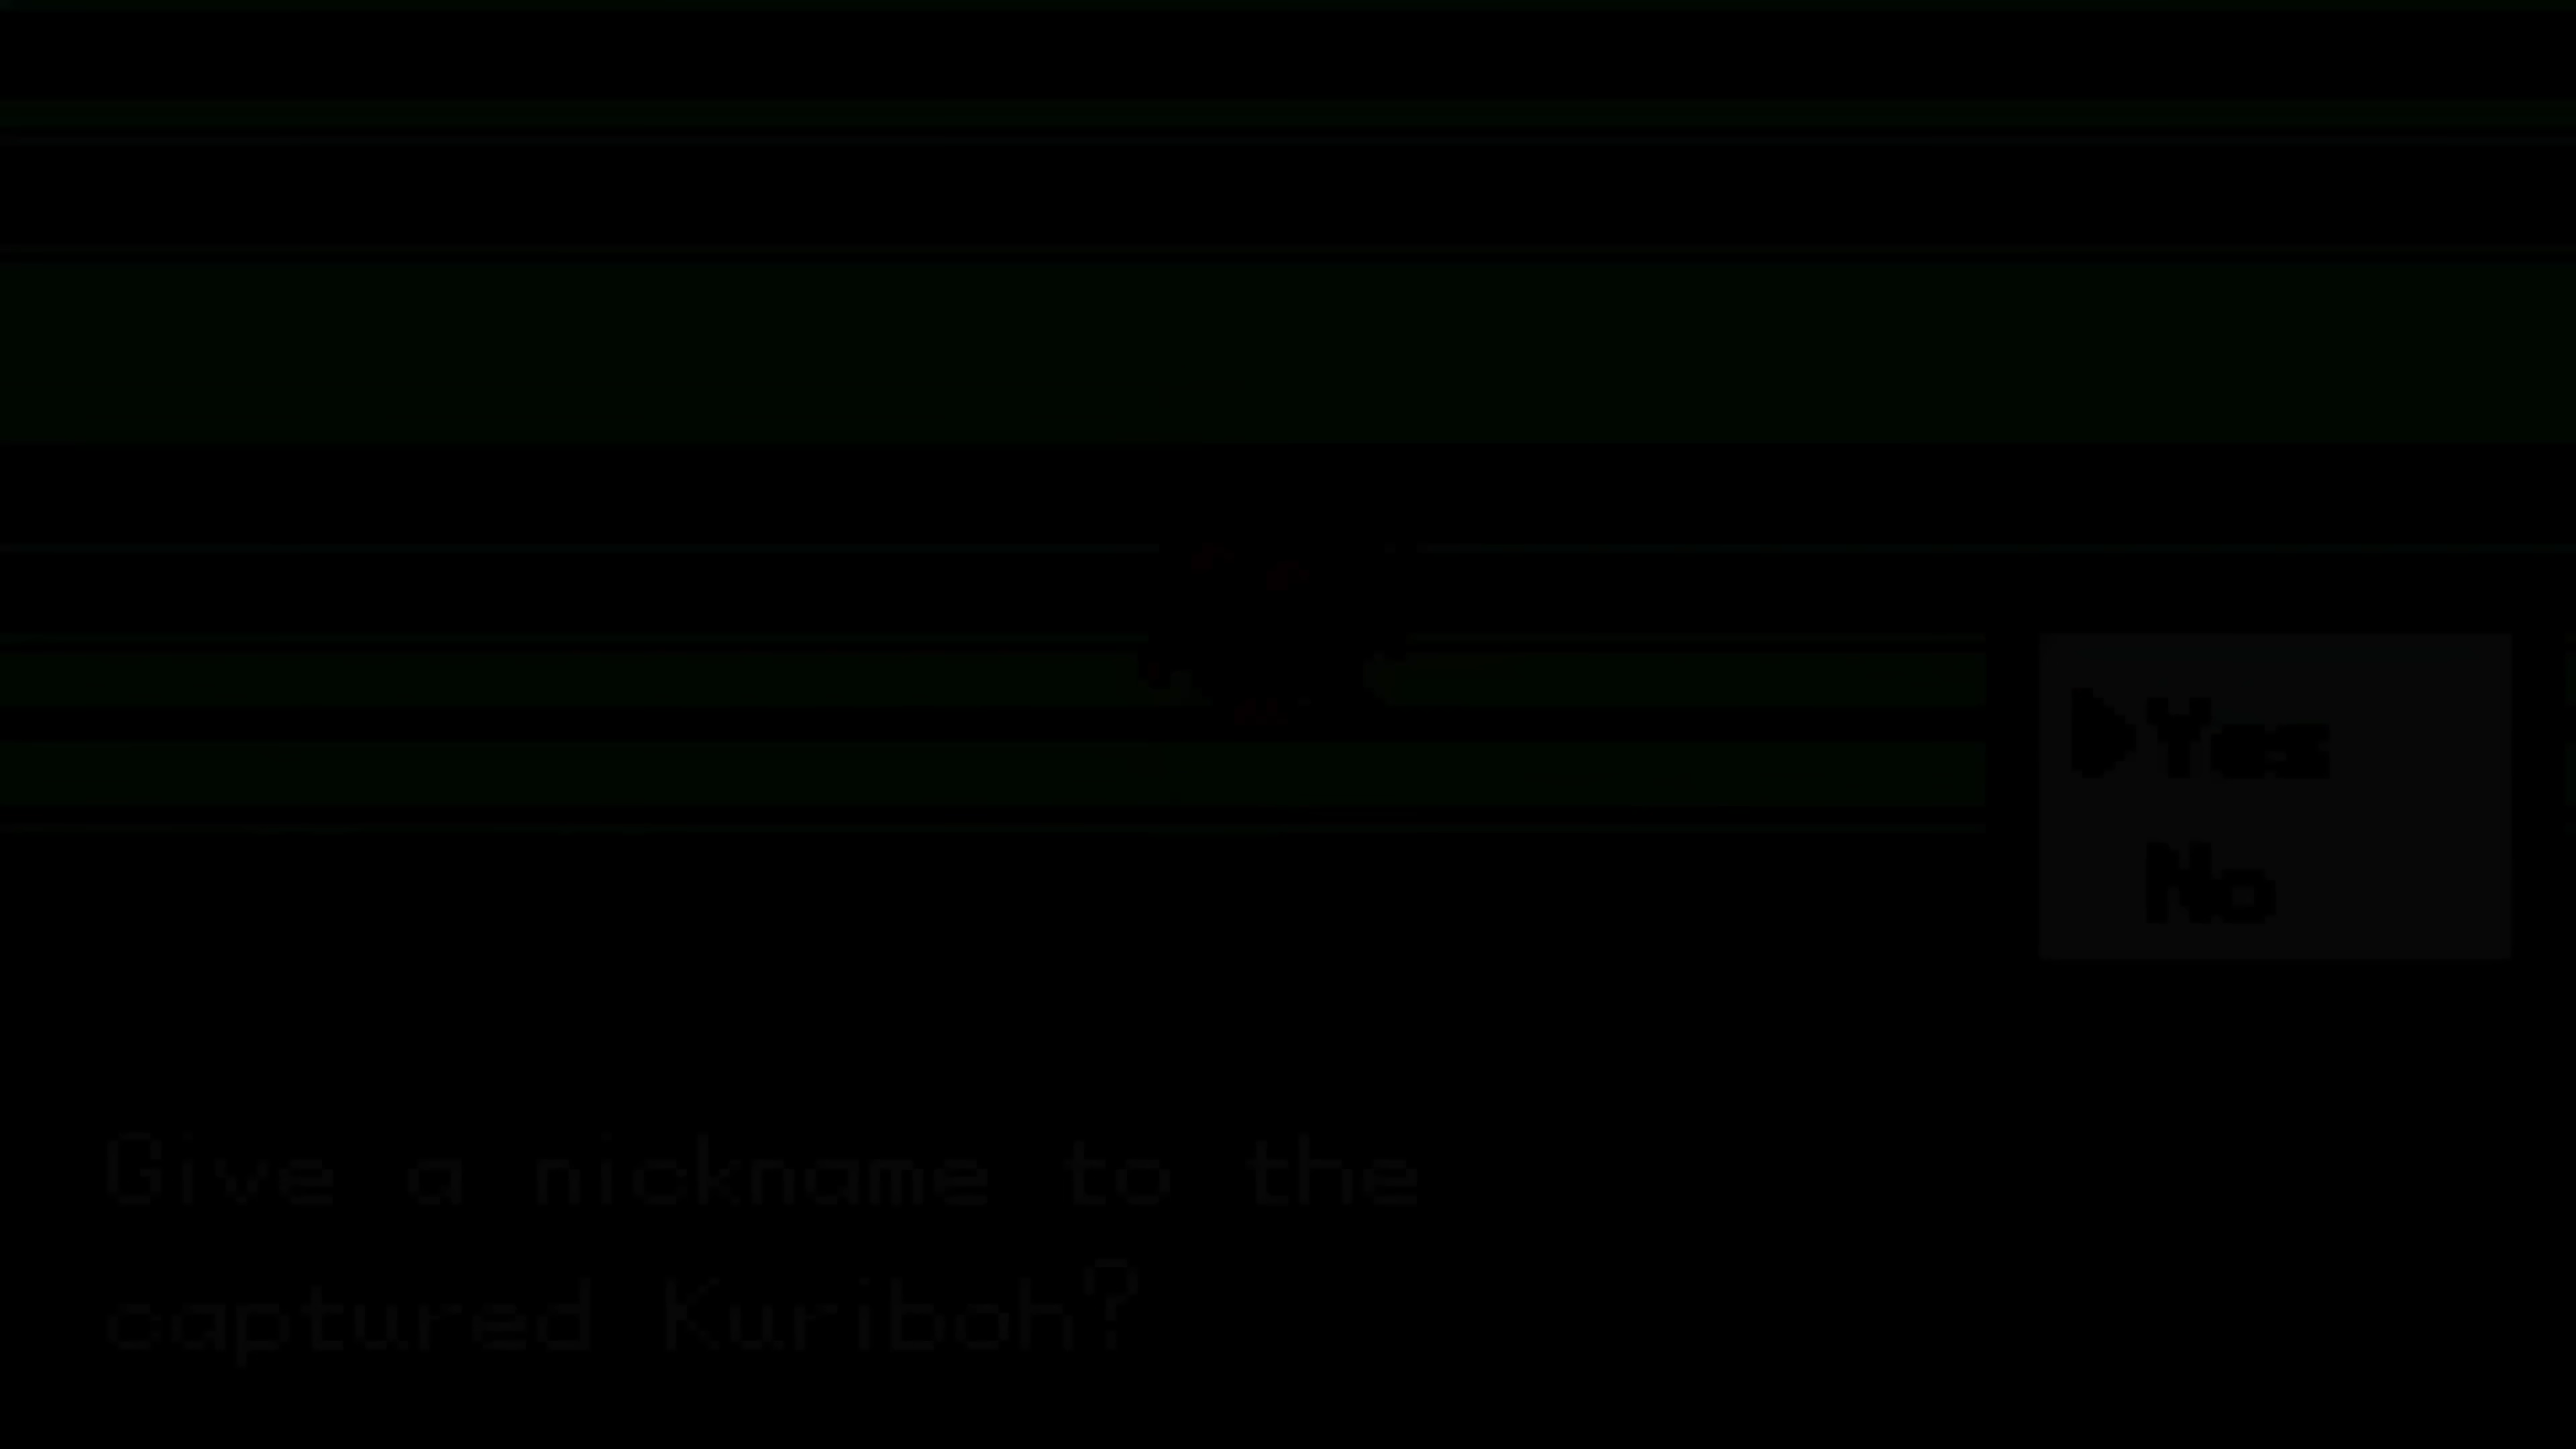 Yes
No
Give a nickname to the
captured Kuriboh?